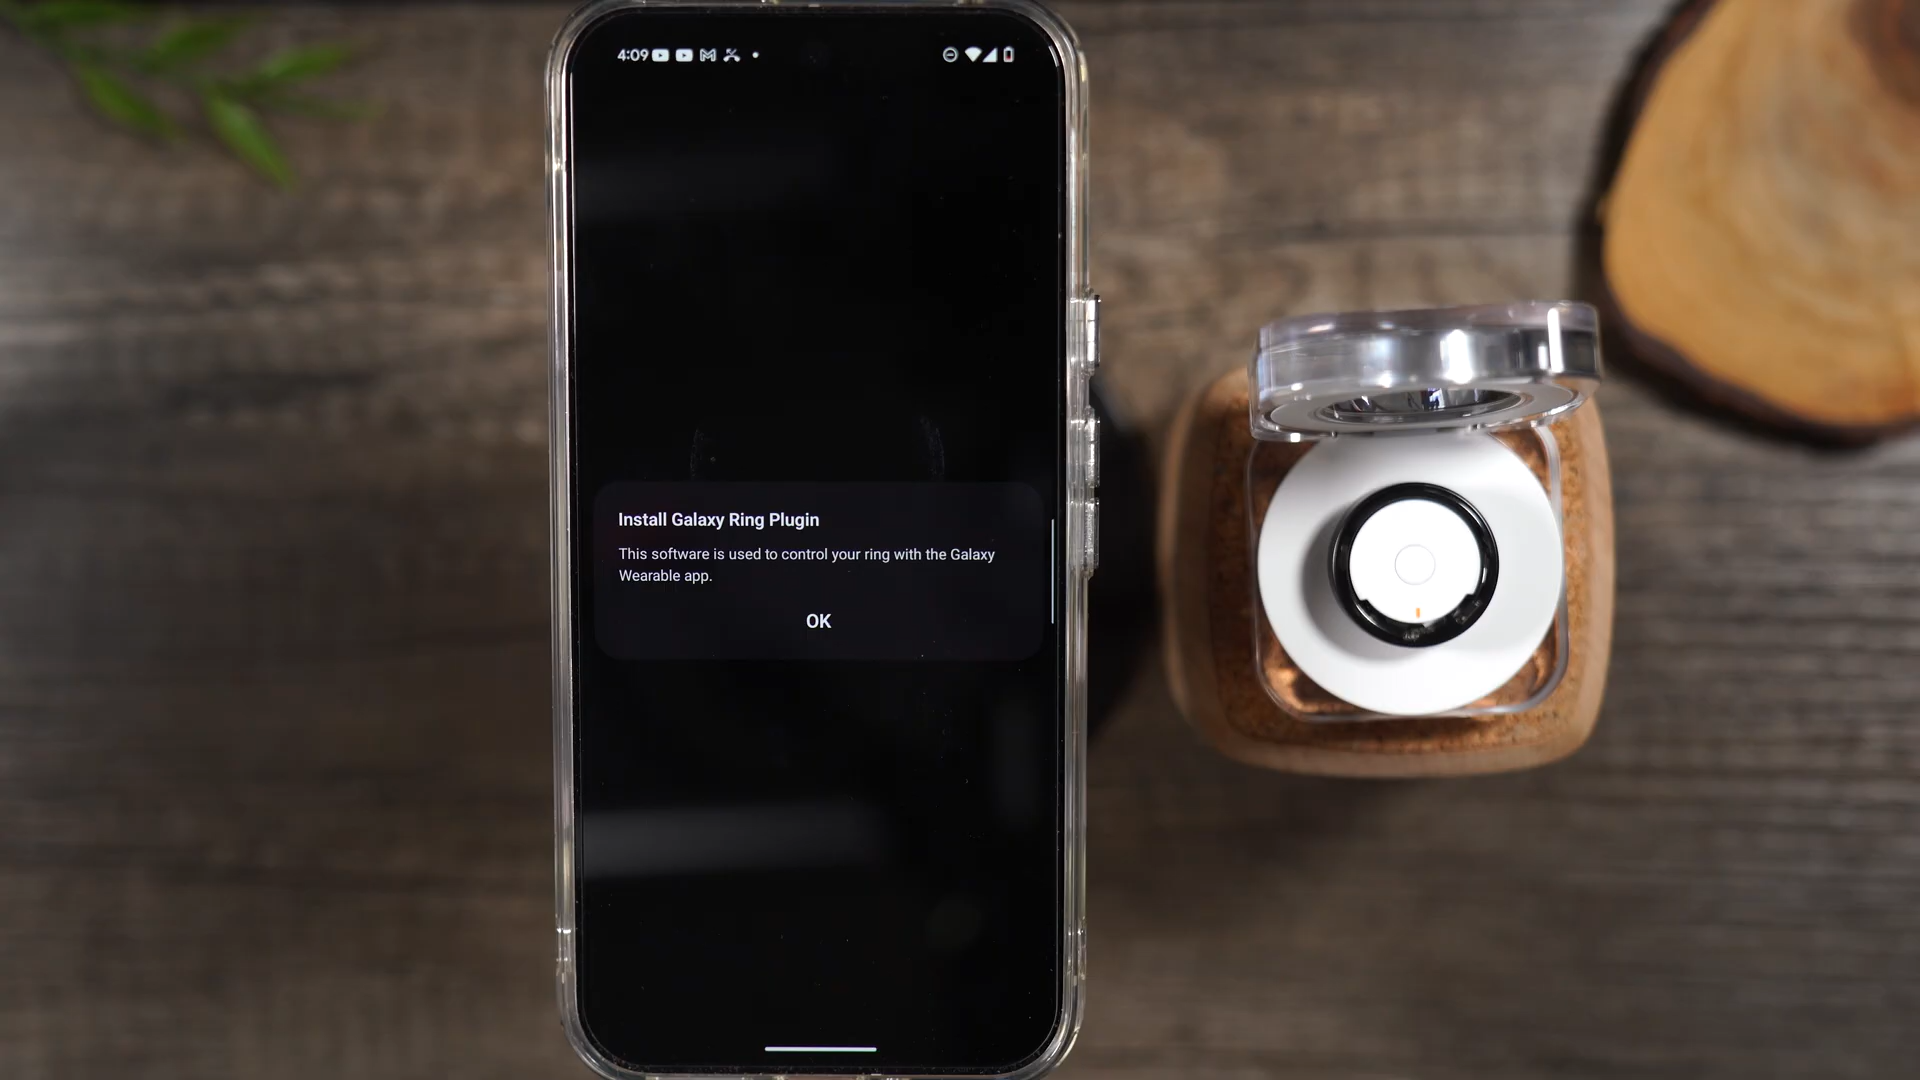 4:09
Install Galaxy Ring Plugin
This software is used to control your ring with the Galaxy
Wearable app.
OK